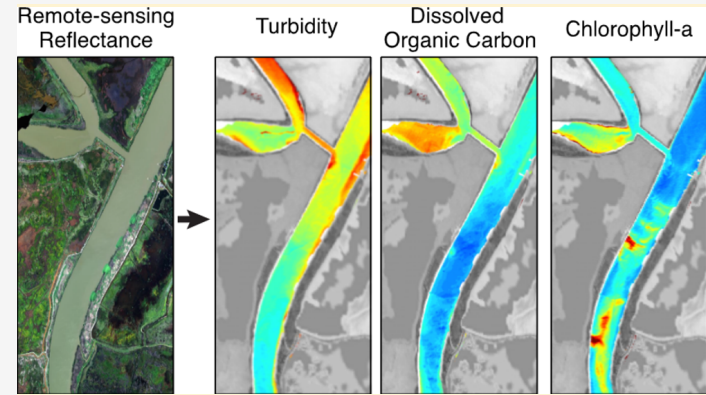 Remote-sensing
Reflectance
Turbidity
Dissolved
Organic Carbon
Chlorophyll-a